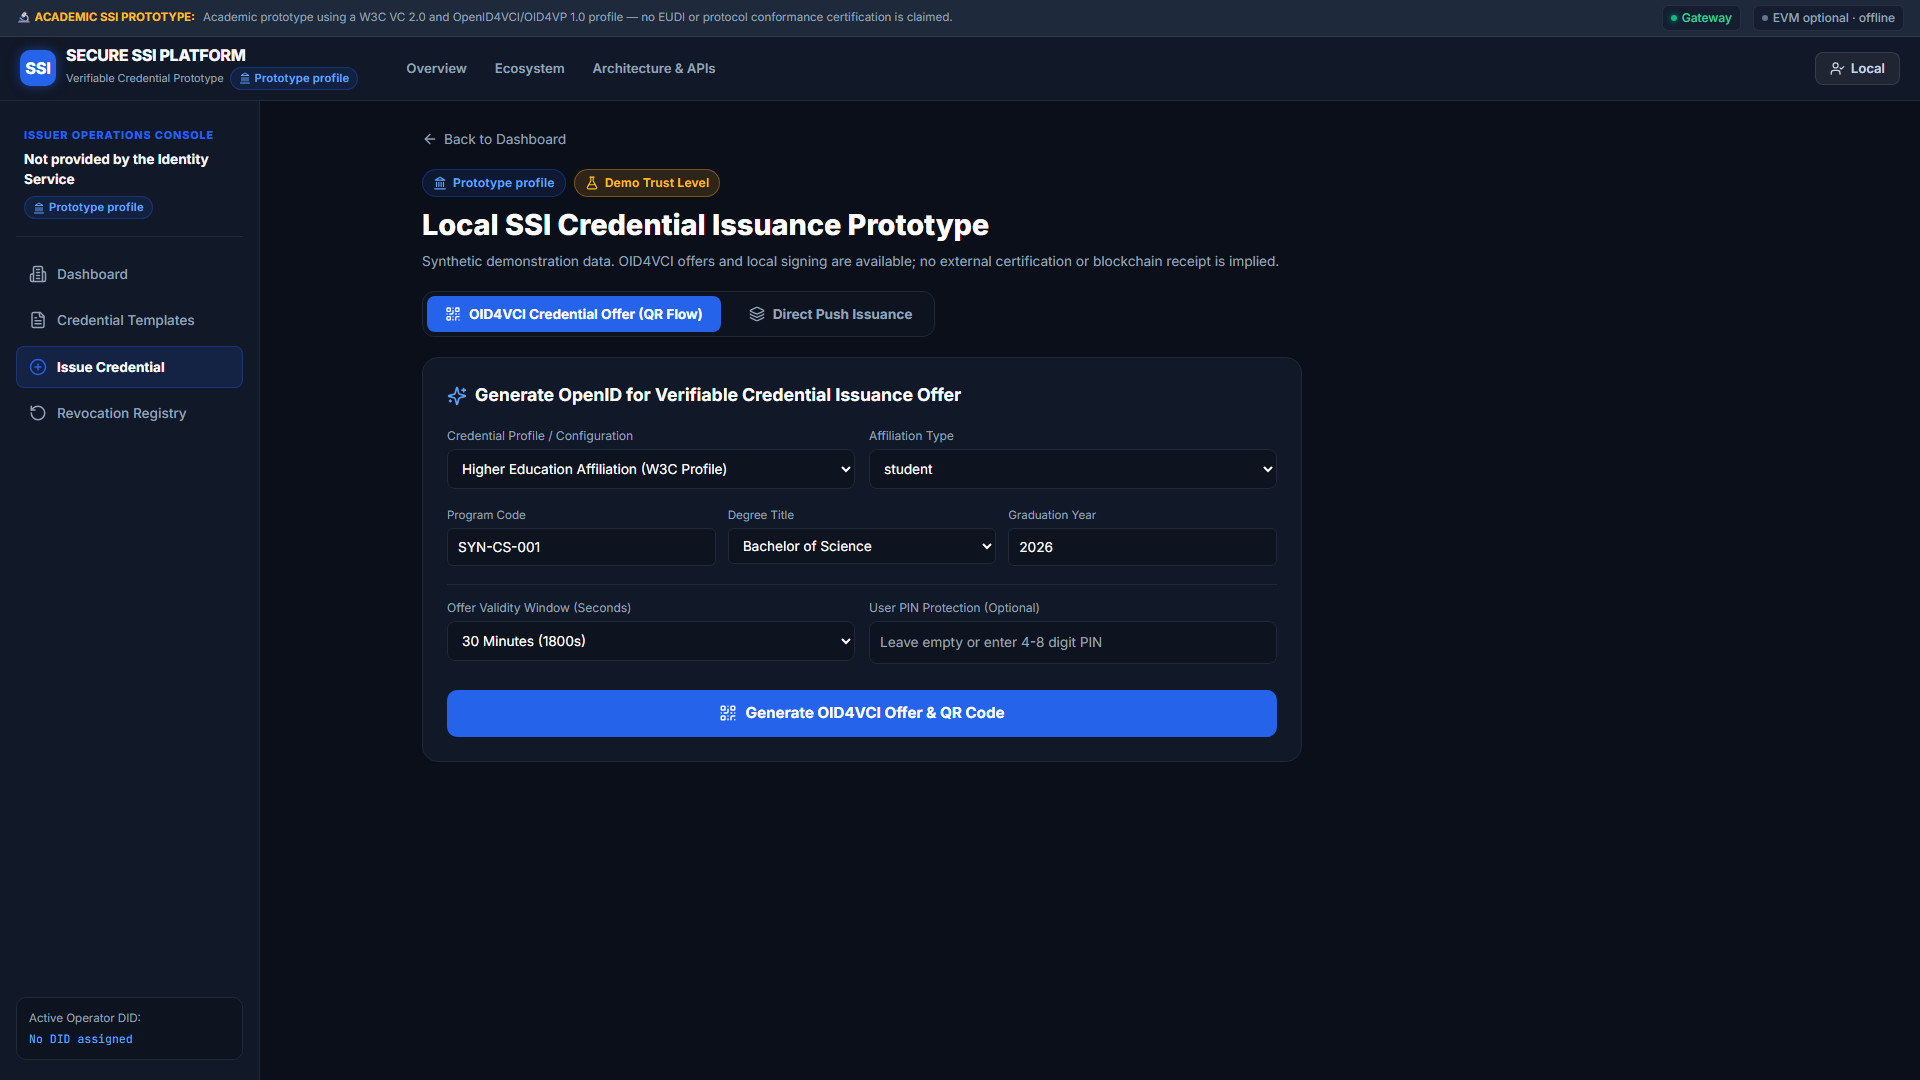 ACADEMIC SSI PROTOTYPE: Academic prototype using a W3C VC 2.0 and OpenID4VCI/OID4VP 1.0 profile — no EUDI or protocol conformance certification is claimed.
Gateway
EVM optional · offline
SSI
SECURE SSI PLATFORM
Verifiable Credential Prototype
Prototype profile
Overview
Ecosystem
Architecture & APIs
Local
ISSUER OPERATIONS CONSOLE
Not provided by the Identity
Service
Prototype profile
Dashboard
Credential Templates
Issue Credential
Revocation Registry
Active Operator DID:
No DID assigned
Back to Dashboard
Prototype profile
Demo Trust Level
Local SSI Credential Issuance Prototype
Synthetic demonstration data. OID4VCI offers and local signing are available; no external certification or blockchain receipt is implied.
OID4VCI Credential Offer (QR Flow)
Direct Push Issuance
Generate OpenID for Verifiable Credential Issuance Offer
Credential Profile / Configuration
Affiliation Type
Higher Education Affiliation (W3C Profile)
student
Program Code
Degree Title
Graduation Year
SYN-CS-001
Bachelor of Science
2026
Offer Validity Window (Seconds)
User PIN Protection (Optional)
30 Minutes (1800s)
Leave empty or enter 4-8 digit PIN
Generate OID4VCI Offer & QR Code